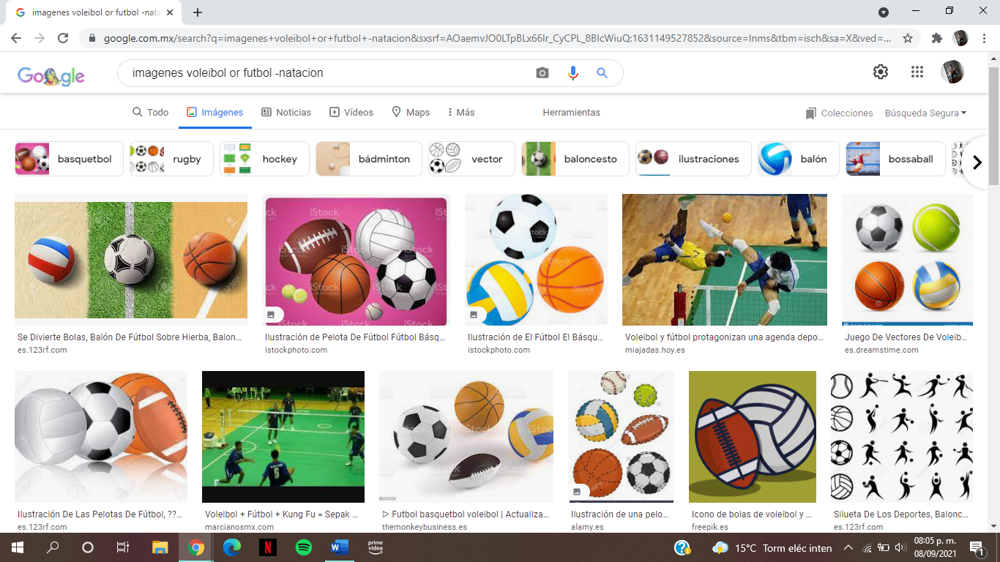 imagenes voleibol or futbol -nata
google.com.mx/search?q=imagenes+voleibol+or+futbol+-natacion&sxsrf=AOaemvJO0LTpBLx66Ir_CyCPL_8BIcWiuQ:1631149527852&source=lnms&tbm=isch&sa=X&ved=...
Google
imagenes voleibol or futbol -natacion
Todo Imágenes Noticias Vídeos Maps Más Herramientas Colecciones Búsqueda Segura
basquetbol rugby hockey bádminton vector baloncesto ilustraciones balón bossaball
iStock
Se Divierte Bolas, Balón De Fútbol Sobre Hierba, Balon...
es.123rf.com
Ilustración de Pelota De Fútbol Fútbol Básq...
istockphoto.com
Ilustración de El Fútbol El Básqu...
istockphoto.com
Voleibol y fútbol protagonizan una agenda depo...
miajadas.hoy.es
Juego De Vectores De Voleib...
es.dreamstime.com
Ilustración De Las Pelotas De Fútbol, ??...
es.123rf.com
Voleibol + Fútbol + Kung Fu = Sepak ...
marcianosmx.com
▷ Futbol basquetbol voleibol | Actualiza...
themonkeybusiness.es
Ilustración de una pelo...
alamy.es
Icono de bolas de voleibol y ...
freepik.es
Silueta De Los Deportes, Balonc...
es.123rf.com
prime
video
15°C Torm eléc inten
08:05 p. m.
08/09/2021
1